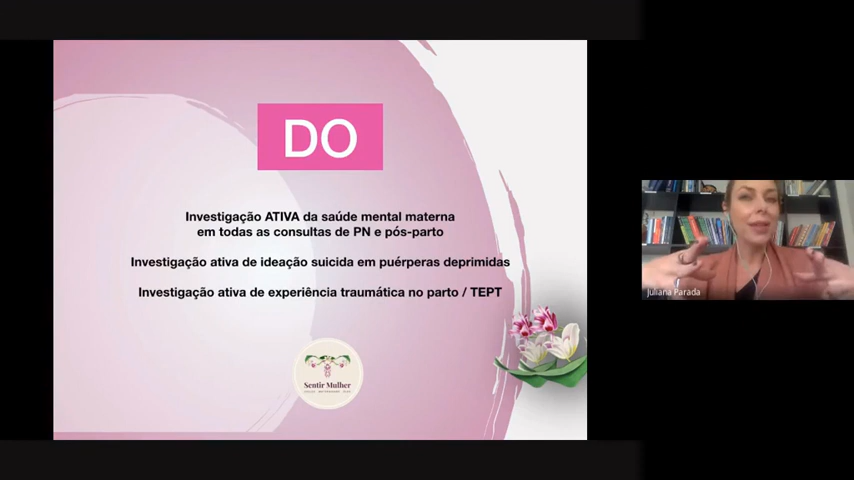 DO
Investigação ATIVA da saúde mental materna
em todas as consultas de PN e pós-parto
Investigação ativa de ideação suicida em puérperas deprimidas
Investigação ativa de experiência traumática no parto / TEPT
Sentir Mulher
Juliana Parada